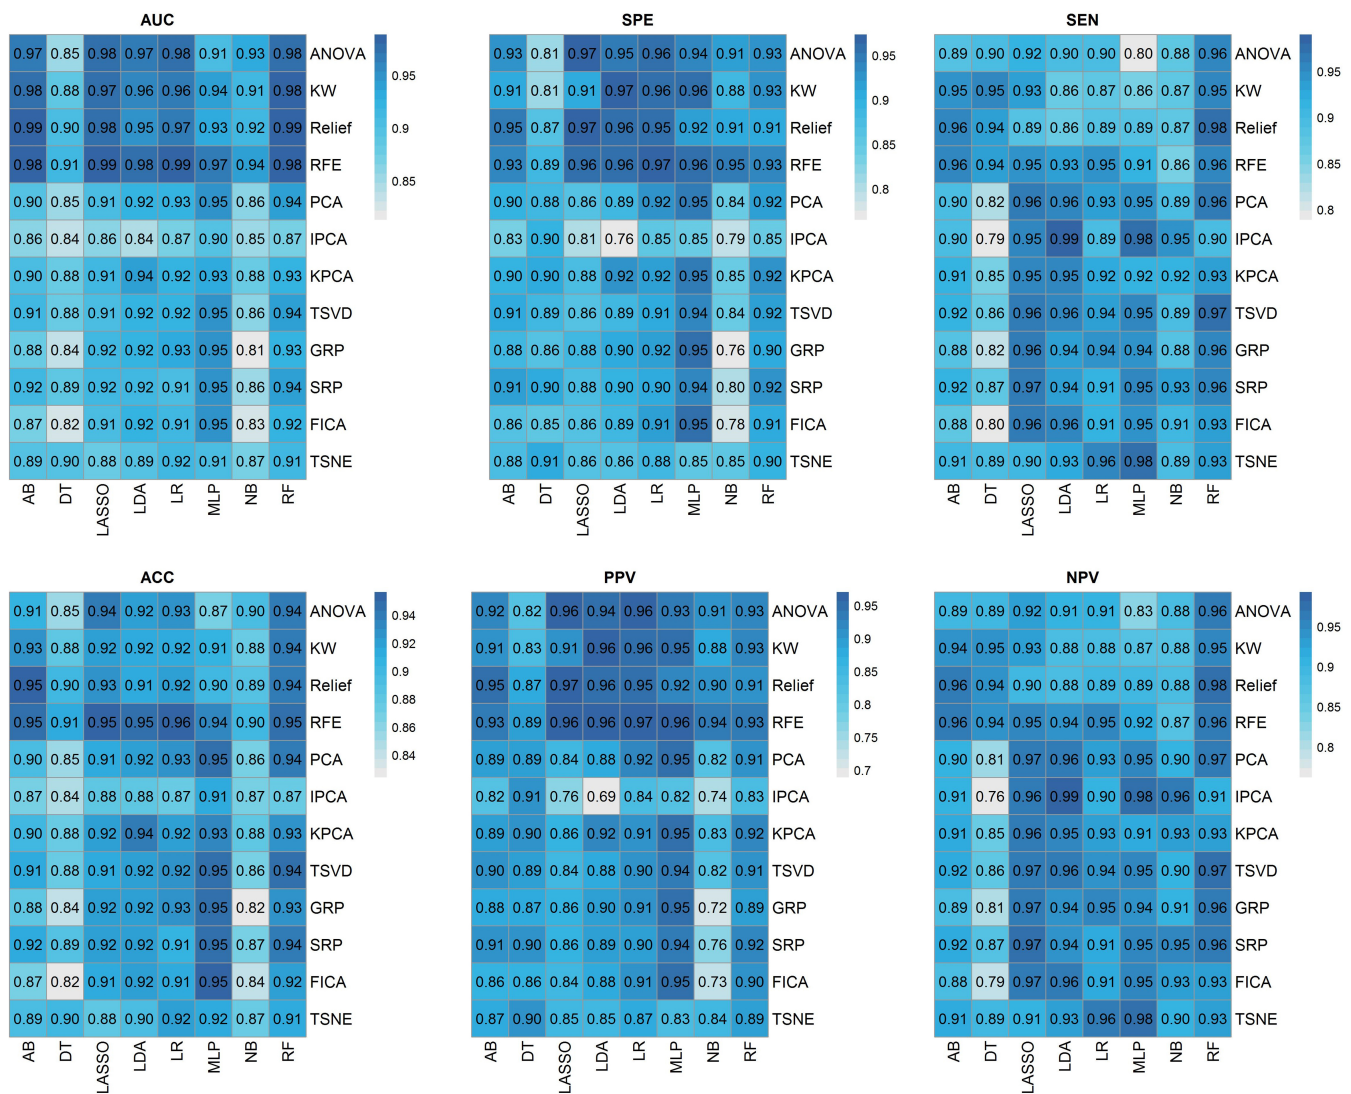 AUC
0.97 0.85 0.98 0.97 0.98 0.91 0.93 0.98 ANOVA
0.98 0.88 0.97 0.96 0.96 0.94 0.91 0.98 KW
0.99 0.90 0.98 0.95 0.97 0.93 0.92 0.99 Relief
0.98 0.91 0.99 0.98 0.99 0.97 0.94 0.98 RFE
0.90 0.85 0.91 0.92 0.93 0.95 0.86 0.94 PCA
0.86 0.84 0.86 0.84 0.87 0.90 0.85 0.87 IPCA
0.90 0.88 0.91 0.94 0.92 0.93 0.88 0.93 KPCA
0.91 0.88 0.91 0.92 0.92 0.95 0.86 0.94 TSVD
0.88 0.84 0.92 0.92 0.93 0.95 0.81 0.93 GRP
0.92 0.89 0.92 0.92 0.91 0.95 0.86 0.94 SRP
0.87 0.82 0.91 0.92 0.91 0.95 0.83 0.92 FICA
0.89 0.90 0.88 0.89 0.92 0.91 0.87 0.91 TSNE
AB DT LASSO LDA LR MLP NB RF
0.95
0.9
0.85
SPE
0.93 0.81 0.97 0.95 0.96 0.94 0.91 0.93 ANOVA
0.91 0.81 0.91 0.97 0.96 0.96 0.88 0.93 KW
0.95 0.87 0.97 0.96 0.95 0.92 0.91 0.91 Relief
0.93 0.89 0.96 0.96 0.97 0.96 0.95 0.93 RFE
0.90 0.88 0.86 0.89 0.92 0.95 0.84 0.92 PCA
0.83 0.90 0.81 0.76 0.85 0.85 0.79 0.85 IPCA
0.90 0.90 0.88 0.92 0.92 0.95 0.85 0.92 KPCA
0.91 0.89 0.86 0.89 0.91 0.94 0.84 0.92 TSVD
0.88 0.86 0.88 0.90 0.92 0.95 0.76 0.90 GRP
0.91 0.90 0.88 0.90 0.90 0.94 0.80 0.92 SRP
0.86 0.85 0.86 0.89 0.91 0.95 0.78 0.91 FICA
0.88 0.91 0.86 0.86 0.88 0.85 0.85 0.90 TSNE
AB DT LASSO LDA LR MLP NB RF
0.95
0.9
0.85
0.8
SEN
0.89 0.90 0.92 0.90 0.90 0.80 0.88 0.96 ANOVA
0.95 0.95 0.93 0.86 0.87 0.86 0.87 0.95 KW
0.96 0.94 0.89 0.86 0.89 0.89 0.87 0.98 Relief
0.96 0.94 0.95 0.93 0.95 0.91 0.86 0.96 RFE
0.90 0.82 0.96 0.96 0.93 0.95 0.89 0.96 PCA
0.90 0.79 0.95 0.99 0.89 0.98 0.95 0.90 IPCA
0.91 0.85 0.95 0.95 0.92 0.92 0.92 0.93 KPCA
0.92 0.86 0.96 0.96 0.94 0.95 0.89 0.97 TSVD
0.88 0.82 0.96 0.94 0.94 0.94 0.88 0.96 GRP
0.92 0.87 0.97 0.94 0.91 0.95 0.93 0.96 SRP
0.88 0.80 0.96 0.96 0.91 0.95 0.91 0.93 FICA
0.91 0.89 0.90 0.93 0.96 0.98 0.89 0.93 TSNE
AB DT LASSO LDA LR MLP NB RF
0.95
0.9
0.85
0.8
ACC
0.91 0.85 0.94 0.92 0.93 0.87 0.90 0.94 ANOVA
0.93 0.88 0.92 0.92 0.92 0.91 0.88 0.94 KW
0.95 0.90 0.93 0.91 0.92 0.90 0.89 0.94 Relief
0.95 0.91 0.95 0.95 0.96 0.94 0.90 0.95 RFE
0.90 0.85 0.91 0.92 0.93 0.95 0.86 0.94 PCA
0.87 0.84 0.88 0.88 0.87 0.91 0.87 0.87 IPCA
0.90 0.88 0.92 0.94 0.92 0.93 0.88 0.93 KPCA
0.91 0.88 0.91 0.92 0.92 0.95 0.86 0.94 TSVD
0.88 0.84 0.92 0.92 0.93 0.95 0.82 0.93 GRP
0.92 0.89 0.92 0.92 0.91 0.95 0.87 0.94 SRP
0.87 0.82 0.91 0.92 0.91 0.95 0.84 0.92 FICA
0.89 0.90 0.88 0.90 0.92 0.92 0.87 0.91 TSNE
AB DT LASSO LDA LR MLP NB RF
0.94
0.92
0.9
0.88
0.86
0.84
PPV
0.92 0.82 0.96 0.94 0.96 0.93 0.91 0.93 ANOVA
0.91 0.83 0.91 0.96 0.96 0.95 0.88 0.93 KW
0.95 0.87 0.97 0.96 0.95 0.92 0.90 0.91 Relief
0.93 0.89 0.96 0.96 0.97 0.96 0.94 0.93 RFE
0.89 0.89 0.84 0.88 0.92 0.95 0.82 0.91 PCA
0.82 0.91 0.76 0.69 0.84 0.82 0.74 0.83 IPCA
0.89 0.90 0.86 0.92 0.91 0.95 0.83 0.92 KPCA
0.90 0.89 0.84 0.88 0.90 0.94 0.82 0.91 TSVD
0.88 0.87 0.86 0.90 0.91 0.95 0.72 0.89 GRP
0.91 0.90 0.86 0.89 0.90 0.94 0.76 0.92 SRP
0.86 0.86 0.84 0.88 0.91 0.95 0.73 0.90 FICA
0.87 0.90 0.85 0.85 0.87 0.83 0.84 0.89 TSNE
AB DT LASSO LDA LR MLP NB RF
0.95
0.9
0.85
0.8
0.75
0.7
NPV
0.89 0.89 0.92 0.91 0.91 0.83 0.88 0.96 ANOVA
0.94 0.95 0.93 0.88 0.88 0.87 0.88 0.95 KW
0.96 0.94 0.90 0.88 0.89 0.89 0.88 0.98 Relief
0.96 0.94 0.95 0.94 0.95 0.92 0.87 0.96 RFE
0.90 0.81 0.97 0.96 0.93 0.95 0.90 0.97 PCA
0.91 0.76 0.96 0.99 0.90 0.98 0.96 0.91 IPCA
0.91 0.85 0.96 0.95 0.93 0.91 0.93 0.93 KPCA
0.92 0.86 0.97 0.96 0.94 0.95 0.90 0.97 TSVD
0.89 0.81 0.97 0.94 0.95 0.94 0.91 0.96 GRP
0.92 0.87 0.97 0.94 0.91 0.95 0.95 0.96 SRP
0.88 0.79 0.97 0.96 0.91 0.95 0.93 0.93 FICA
0.91 0.89 0.91 0.93 0.96 0.98 0.90 0.93 TSNE
AB DT LASSO LDA LR MLP NB RF
0.95
0.9
0.85
0.8